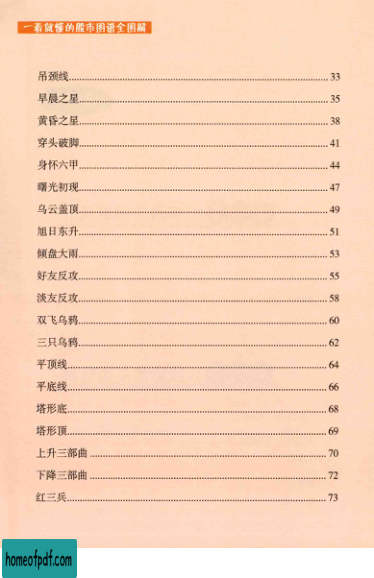 一看就懂的股市图谱全图解
吊颈线 33
早晨之星 35
黄昏之星 38
穿头破脚 41
身怀六甲 44
曙光初现 47
乌云盖顶 49
旭日东升 51
倾盘大雨 53
好友反攻 55
淡友反攻 58
双飞乌鸦 60
三只乌鸦 62
平顶线 64
平底线 66
塔形底 68
塔形顶 69
上升三部曲 70
下降三部曲 72
红三兵 73
homeofpdf.com